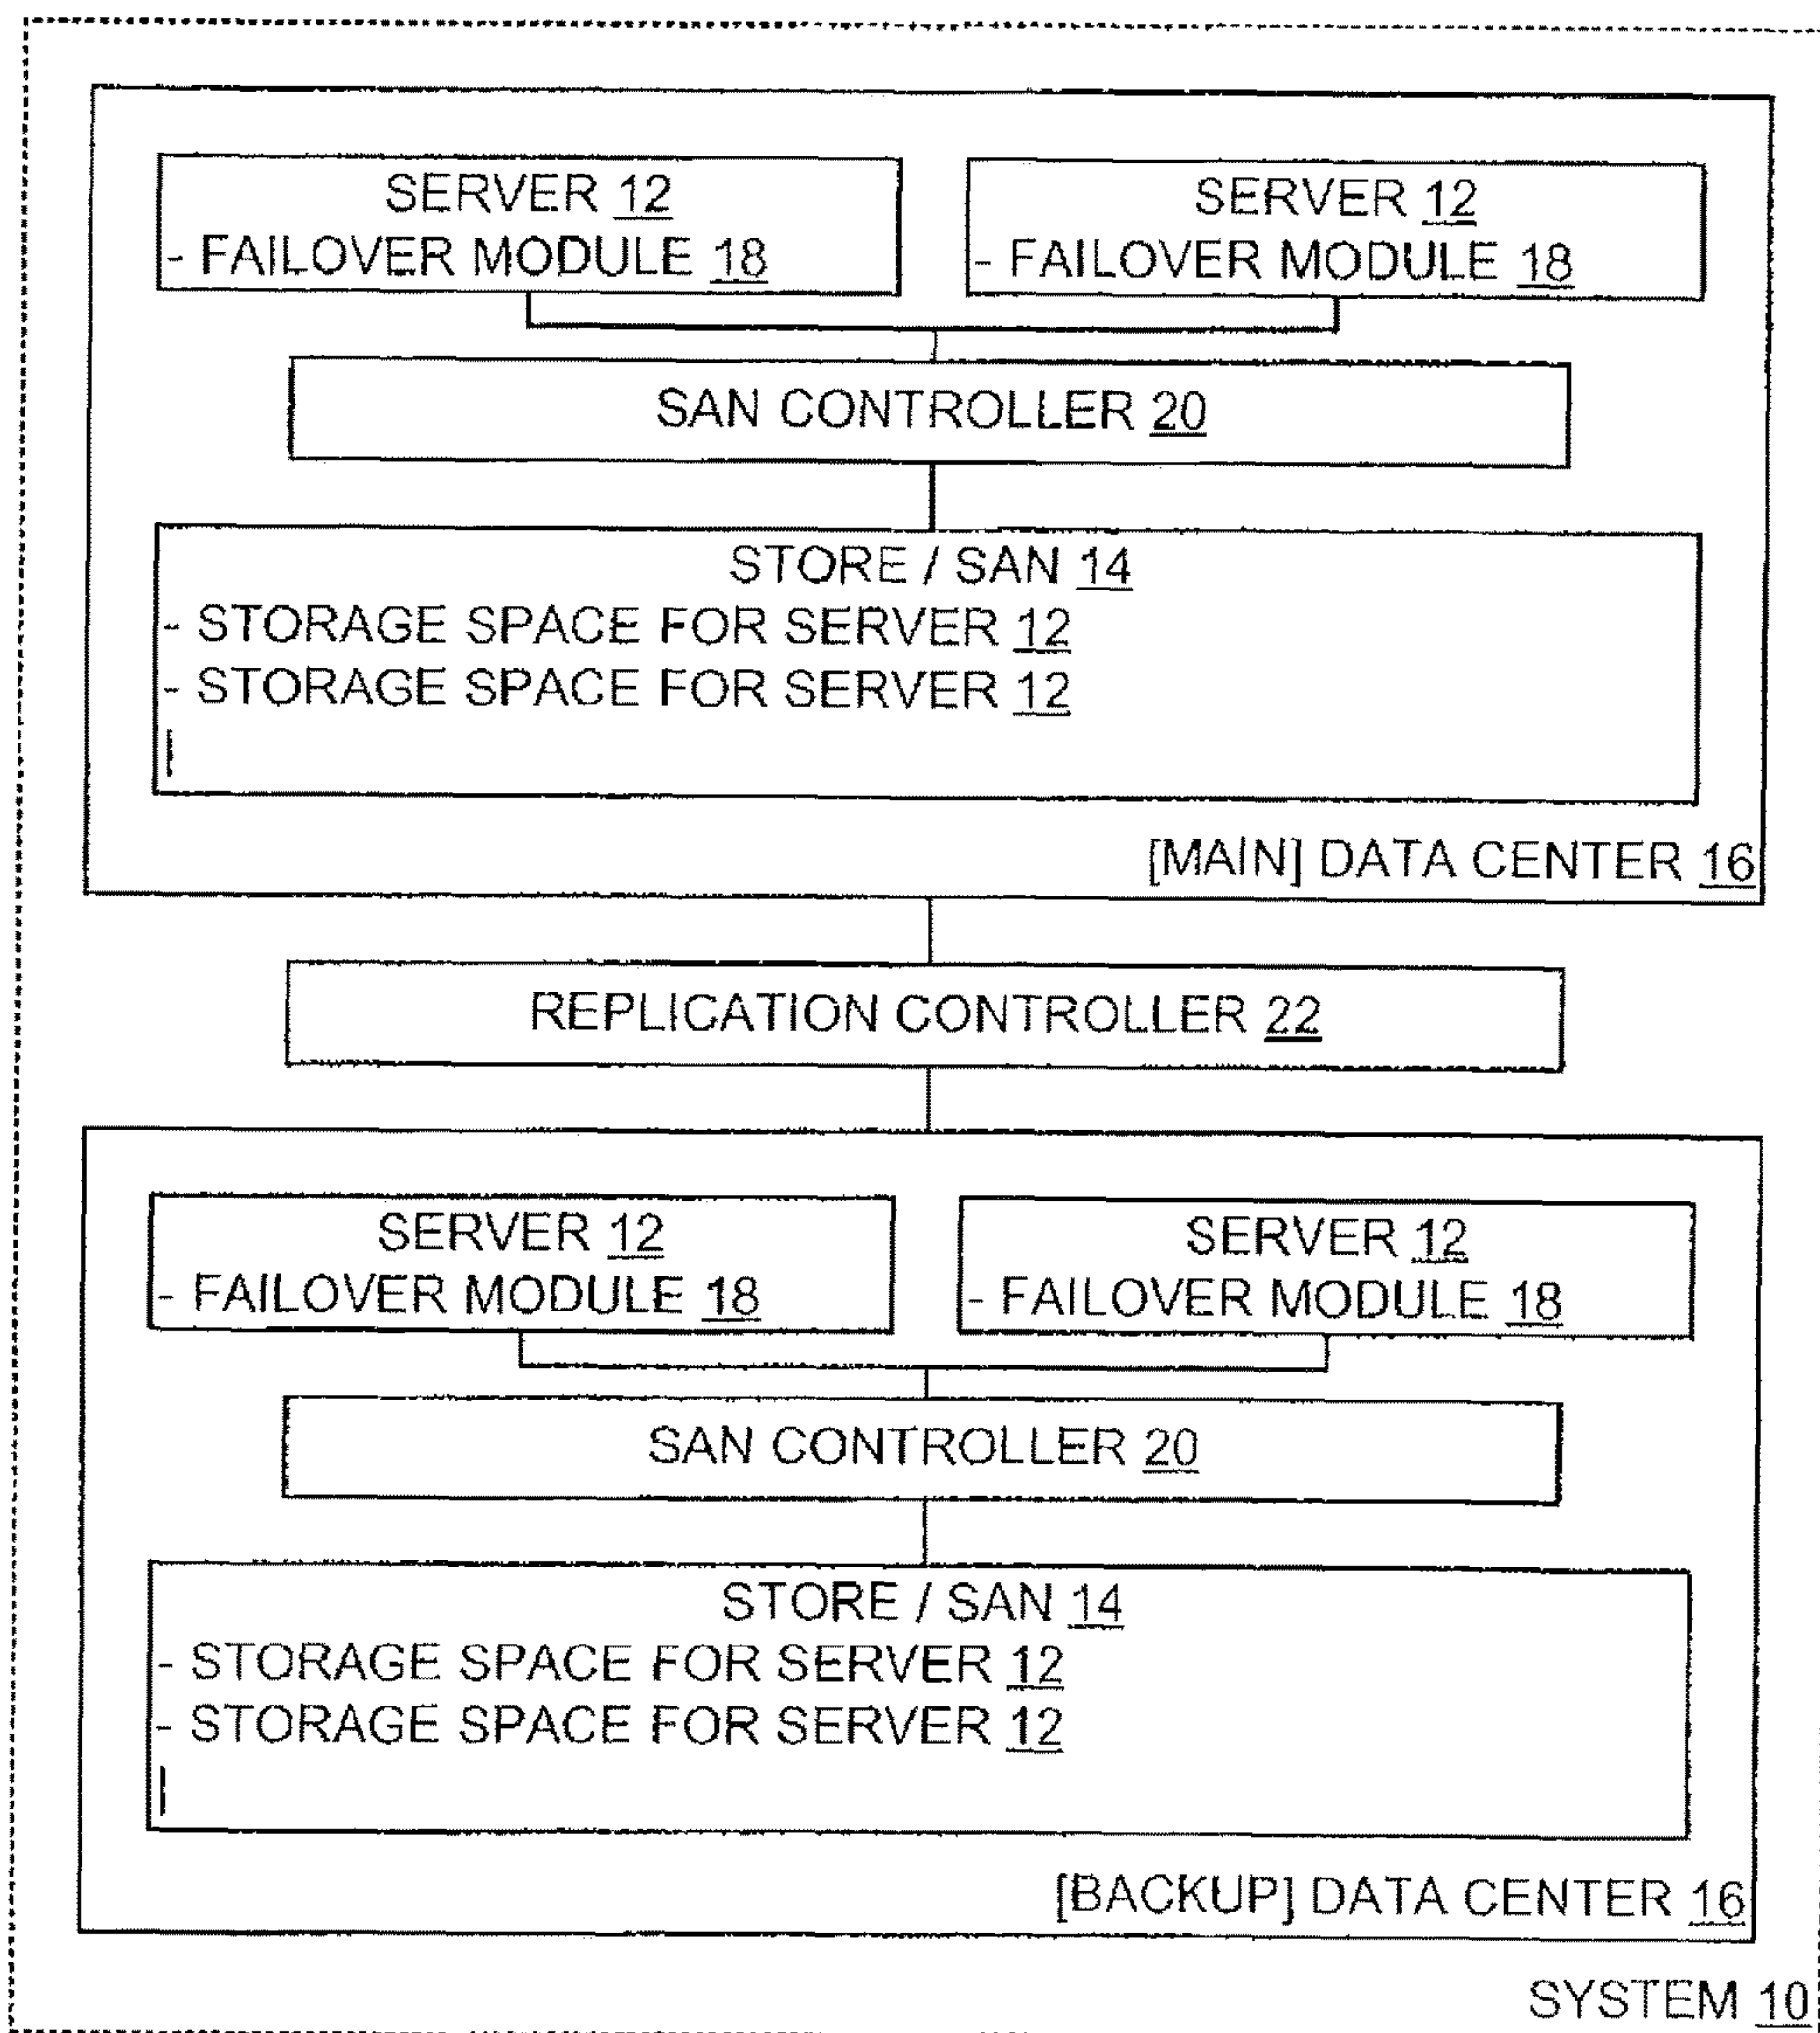 SERVER 12
- FAILOVER MODULE 18
SERVER 12
- FAILOVER MODULE 18
SAN CONTROLLER 20
STORE / SAN 14
- STORAGE SPACE FOR SERVER 12
- STORAGE SPACE FOR SERVER 12
|
[MAIN] DATA CENTER 16
REPLICATION CONTROLLER 22
SERVER 12
- FAILOVER MODULE 18
SERVER 12
- FAILOVER MODULE 18
SAN CONTROLLER 20
STORE / SAN 14
- STORAGE SPACE FOR SERVER 12
- STORAGE SPACE FOR SERVER 12
|
[BACKUP] DATA CENTER 16
SYSTEM 10